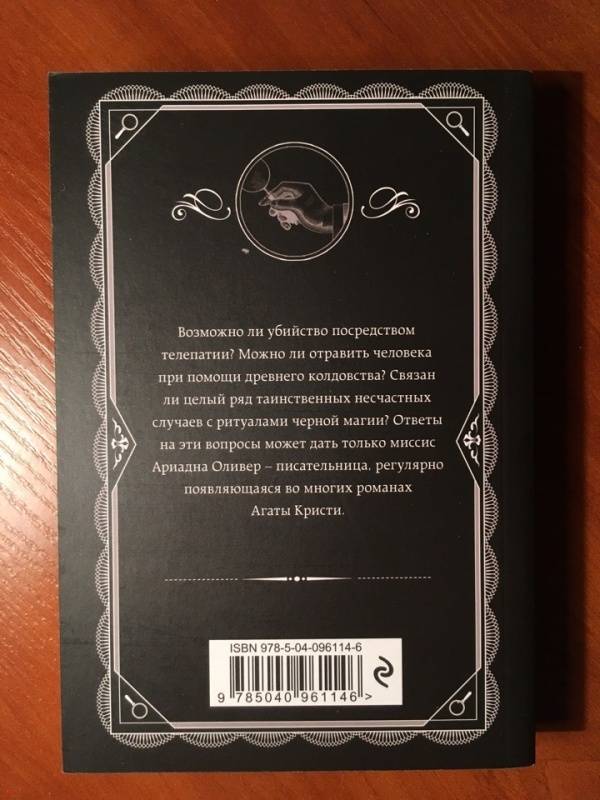 Возможно ли убийство посредством
телепатии? Можно ли отравить человека
при помощи древнего колдовства? Связан
ли целый ряд таинственных несчастных
случаев с ритуалами черной магии? Ответы
на эти вопросы может дать только миссис
Ариадна Оливер – писательница, регулярно
появляющаяся во многих романах
Агаты Кристи.
ISBN 978-5-04-096114-6
9 785040 961146 >